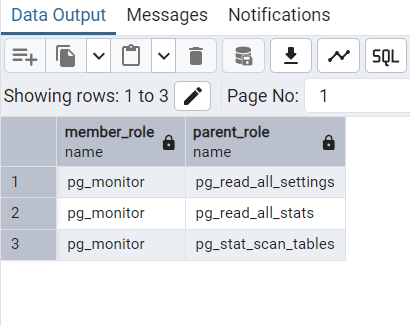 Data Output Messages Notifications
SQL
Showing rows: 1 to 3 Page No: 1
member_role parent_role
name name
1 pg_monitor pg_read_all_settings
2 pg_monitor pg_read_all_stats
3 pg_monitor pg_stat_scan_tables